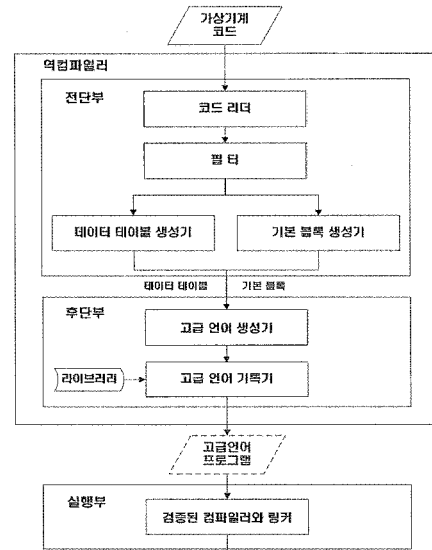 가상기계
코드
역컴파일러
전단부
코드 리더
필 터
데이터 테이블 생성기
기본 블록 생성기
데이터 테이블
기본 블록
후단부
고급 언어 생성기
라이브러리
고급 언어 기록기
고급언어
프로그램
실행부
검증된 컴파일러와 링커